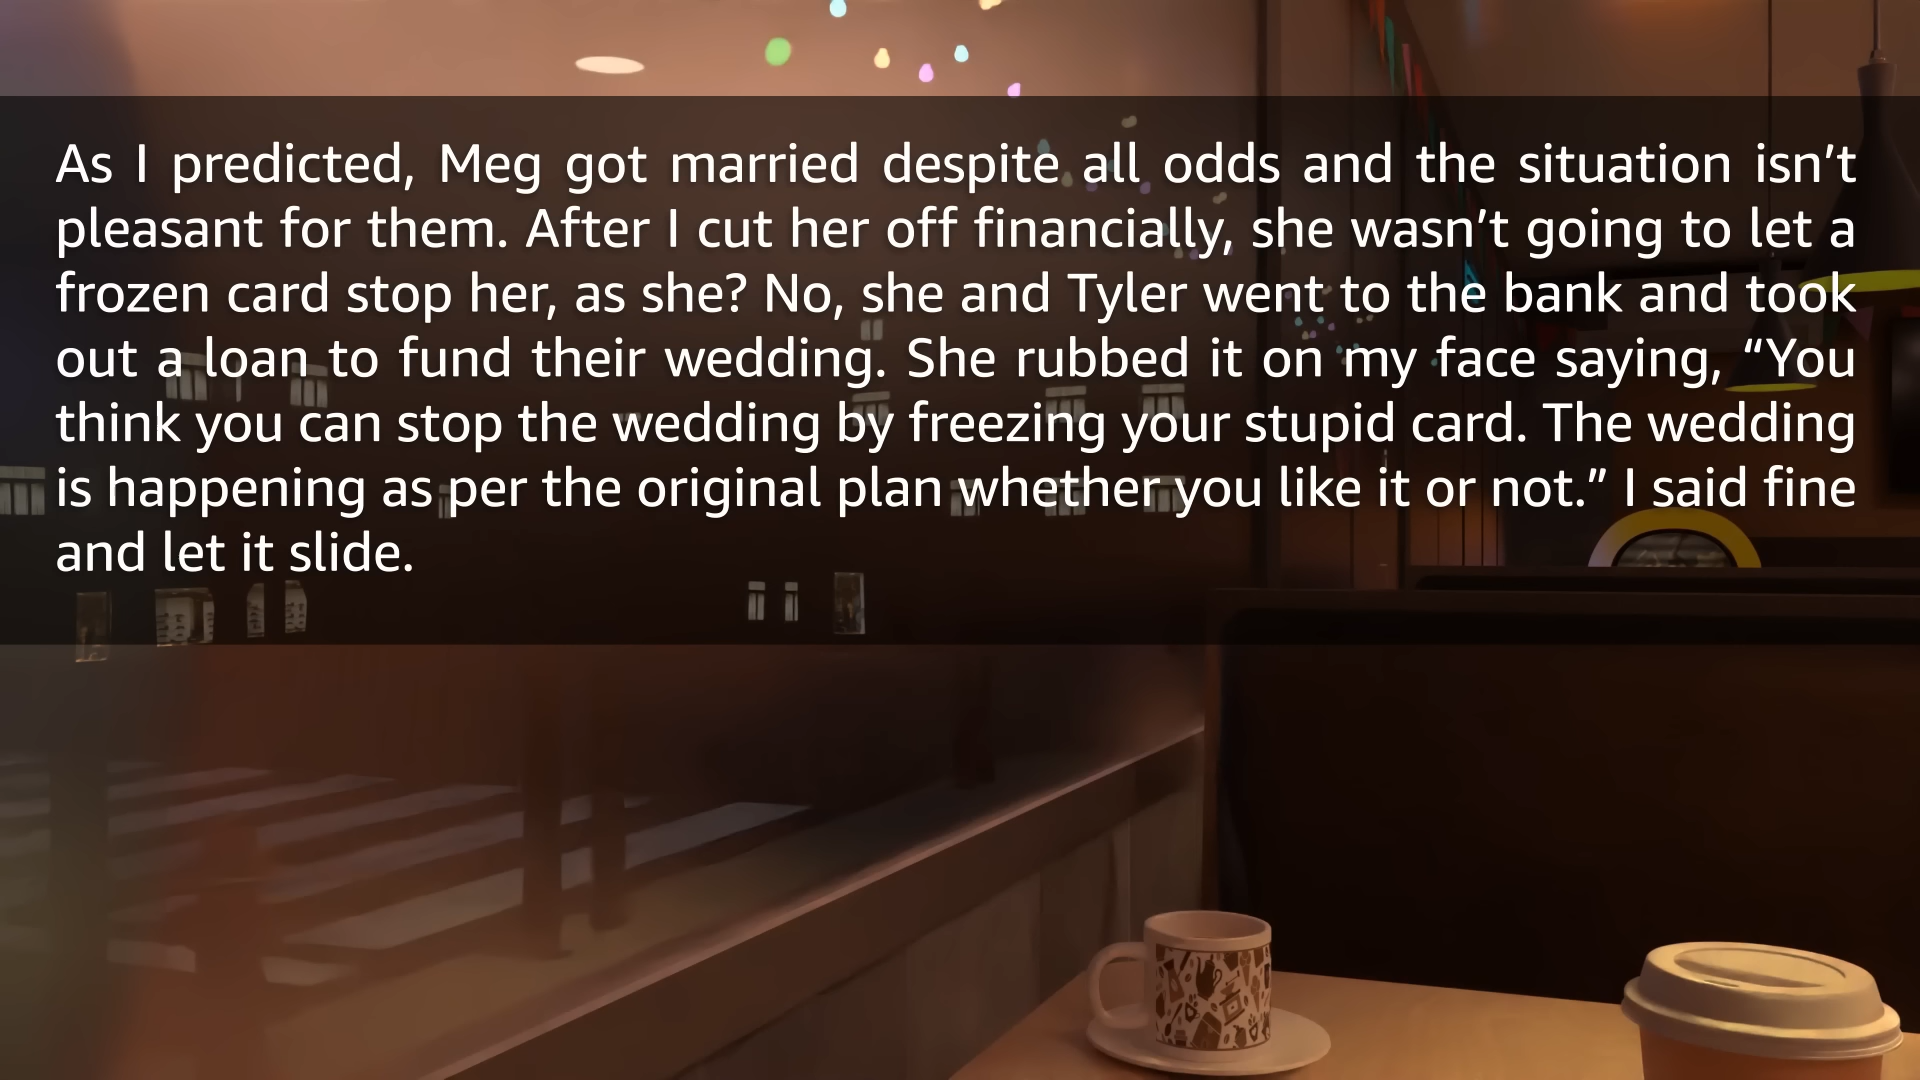 As I predicted, Meg got married despite all odds and the situation isn’t
pleasant for them. After I cut her off financially, she wasn’t going to let a
frozen card stop her, as she? No, she and Tyler went to the bank and took
out a loan to fund their wedding. She rubbed it on my face saying, “You
think you can stop the wedding by freezing your stupid card. The wedding
is happening as per the original plan whether you like it or not.” I said fine
and let it slide.